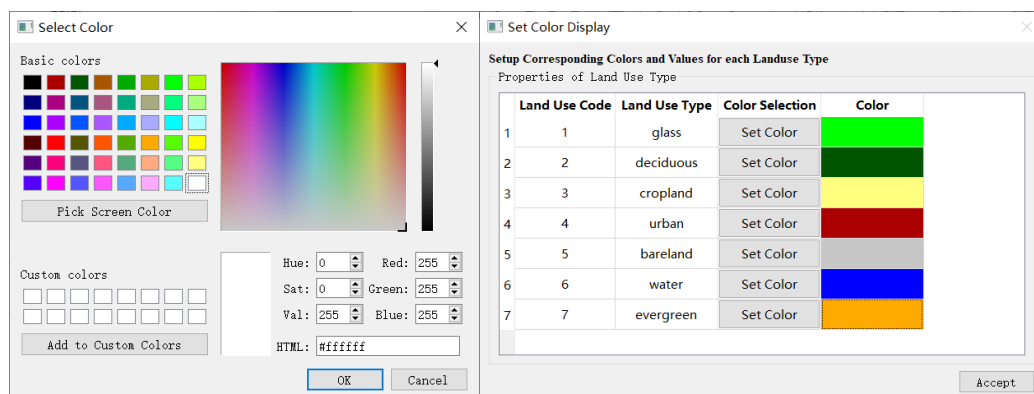 Select Color
Basic colors
Pick Screen Color
Custom colors
Add to Custom Colors
Hue: 0 Red: 255
Sat: 0 Green: 255
Val: 255 Blue: 255
HTML: #ffffff
OK Cancel
Set Color Display
Setup Corresponding Colors and Values for each Landuse Type
Properties of Land Use Type
Land Use Code Land Use Type Color Selection Color
1 1 glass Set Color
2 2 deciduous Set Color
3 3 cropland Set Color
4 4 urban Set Color
5 5 bareland Set Color
6 6 water Set Color
7 7 evergreen Set Color
Accept